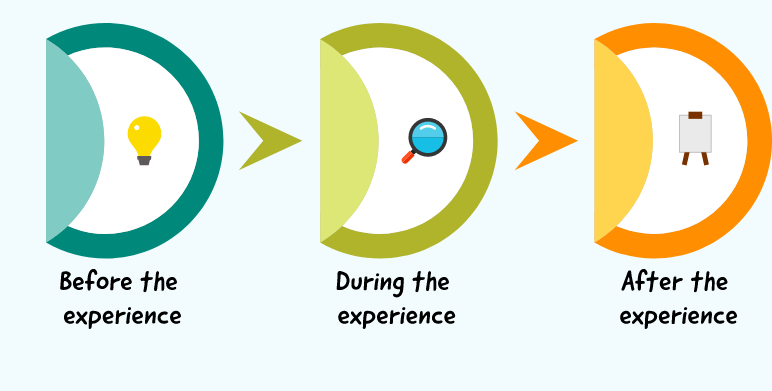 Before the
experience
During the
experience
After the
experience